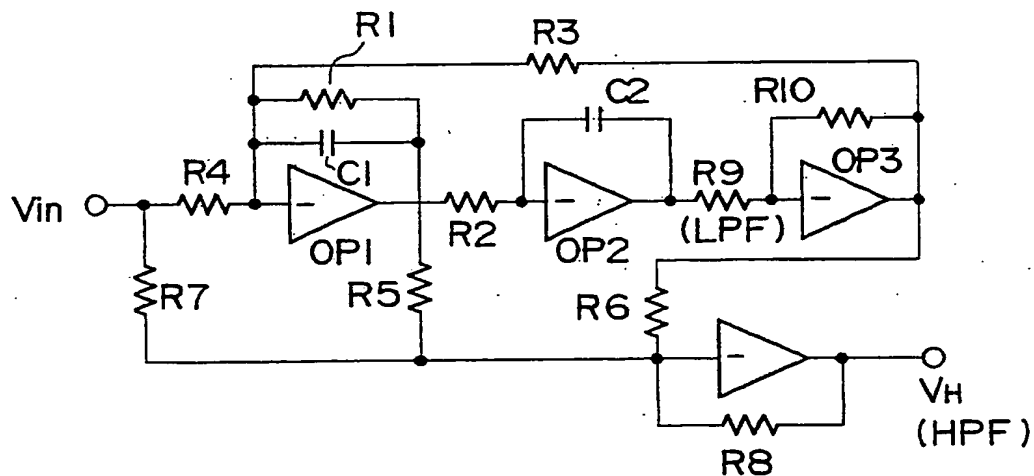 R1
R3
C2
R10
R4
C1
R9
OP3
Vin
OP1
R2
OP2
(LPF)
R7
R5
R6
VH
(HPF)
R8